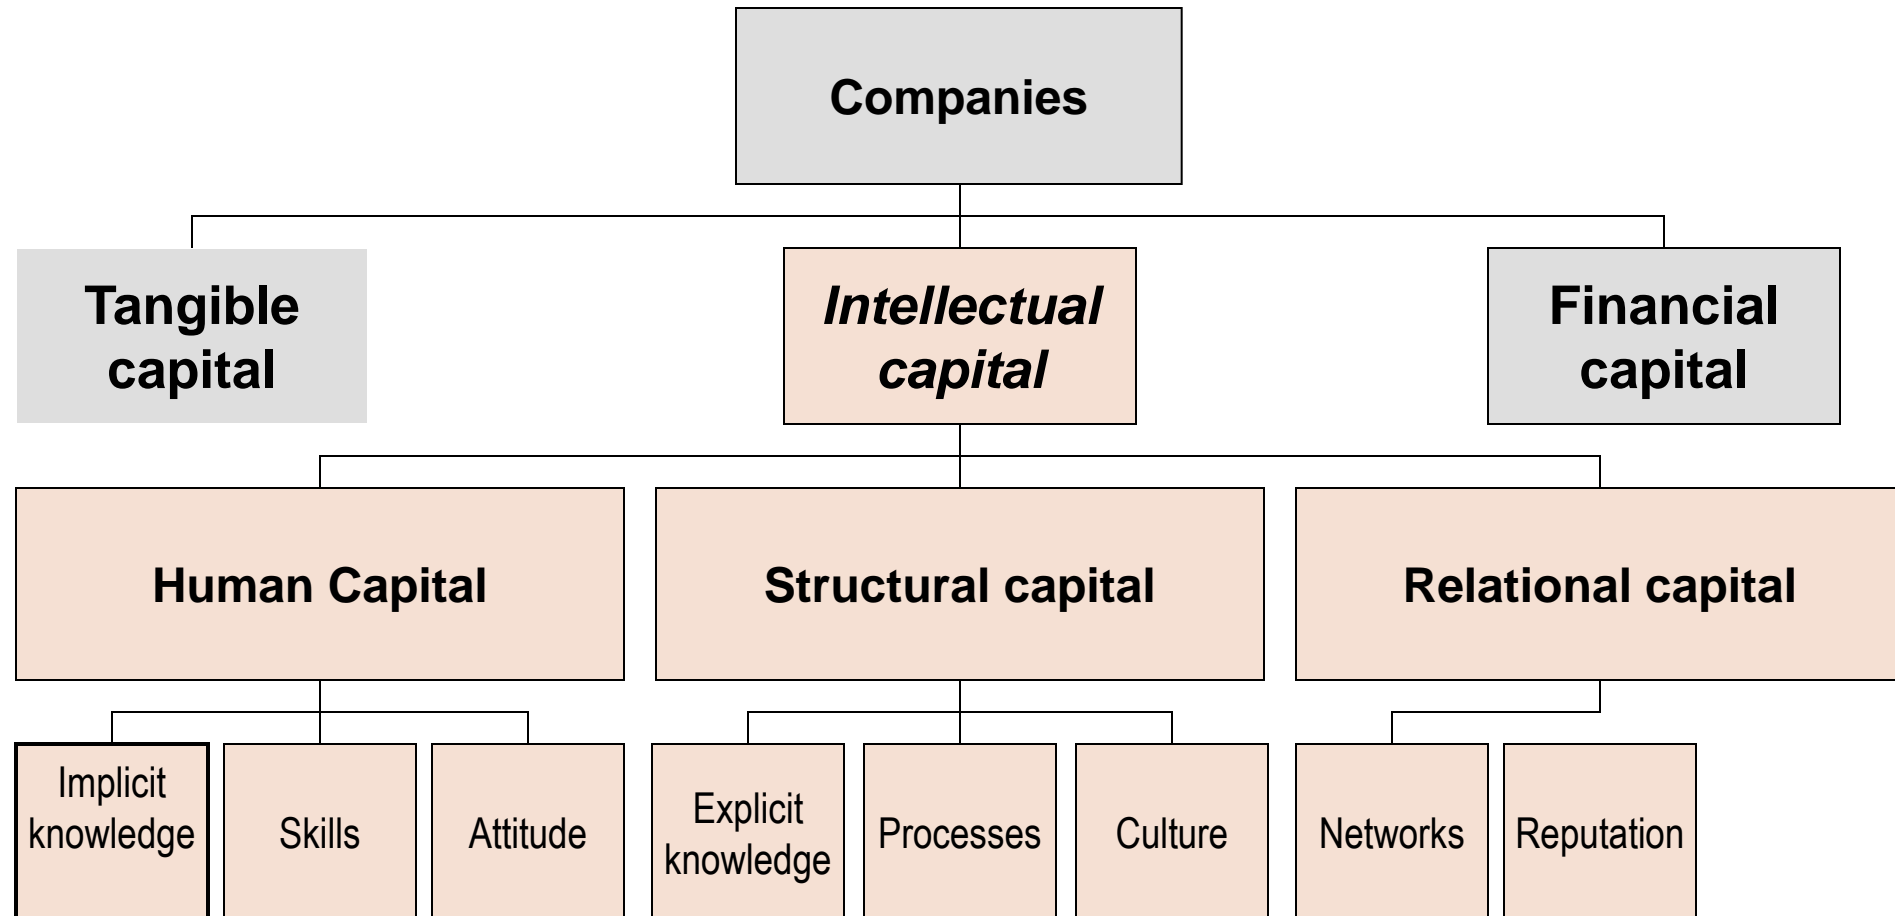 Companies
Tangible
capital
Intellectual
capital
Financial
capital
Human Capital
Structural capital
Relational capital
Implicit
knowledge
Skills
Attitude
Explicit
knowledge
Processes
Culture
Networks
Reputation